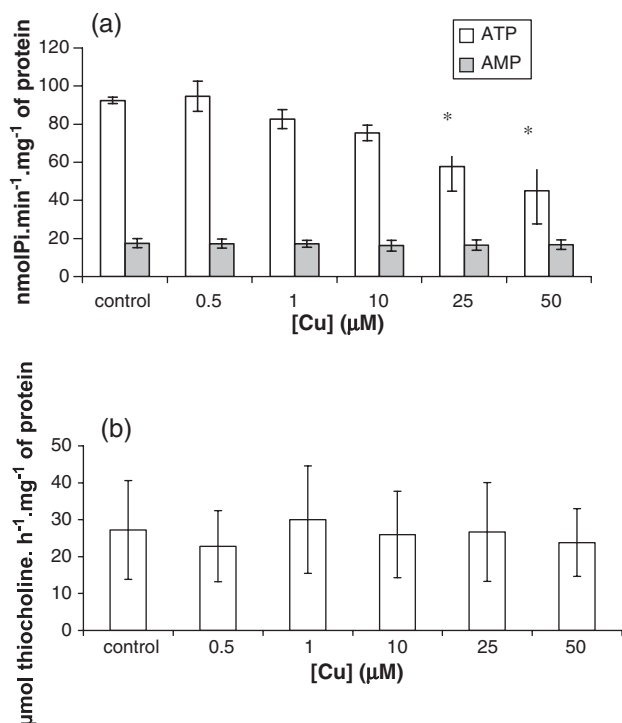 (a)
ATP
AMP
nmolPi.min⁻¹.mg⁻¹ of protein
120
100
80
60
40
20
0
* *
control 0.5 1 10 25 50
[Cu] (μM)
(b)
μmol thiocholine. h⁻¹.mg⁻¹ of protein
50
40
30
20
10
0
control 0.5 1 10 25 50
[Cu] (μM)